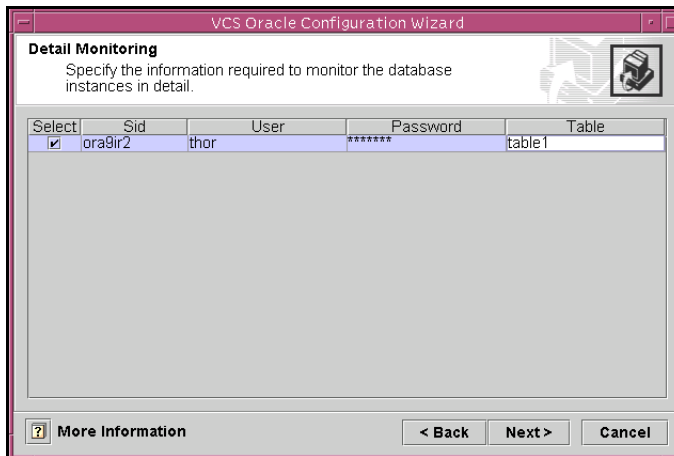 VCS Oracle Configuration Wizard
Detail Monitoring
Specify the information required to monitor the database
instances in detail.
Select Sid User Password Table
ora9ir2 thor ******* table1
? More Information < Back Next > Cancel